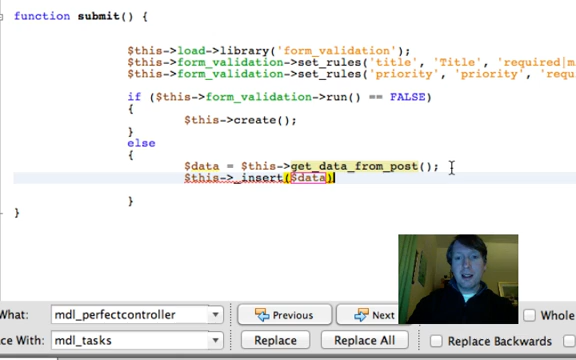 function submit() {
$this->load->library('form_validation');
$this->form_validation->set_rules('title', 'Title', 'required|m
$this->form_validation->set_rules('priority', 'priority', 'requ
if ($this->form_validation->run() == FALSE)
{
$this->create();
}
else
{
$data = $this->get_data_from_post();
$this->_insert($data)
}
}
What: mdl_perfectcontroller Previous Next Whole
ce With: mdl_tasks Replace Replace All Replace Backwards